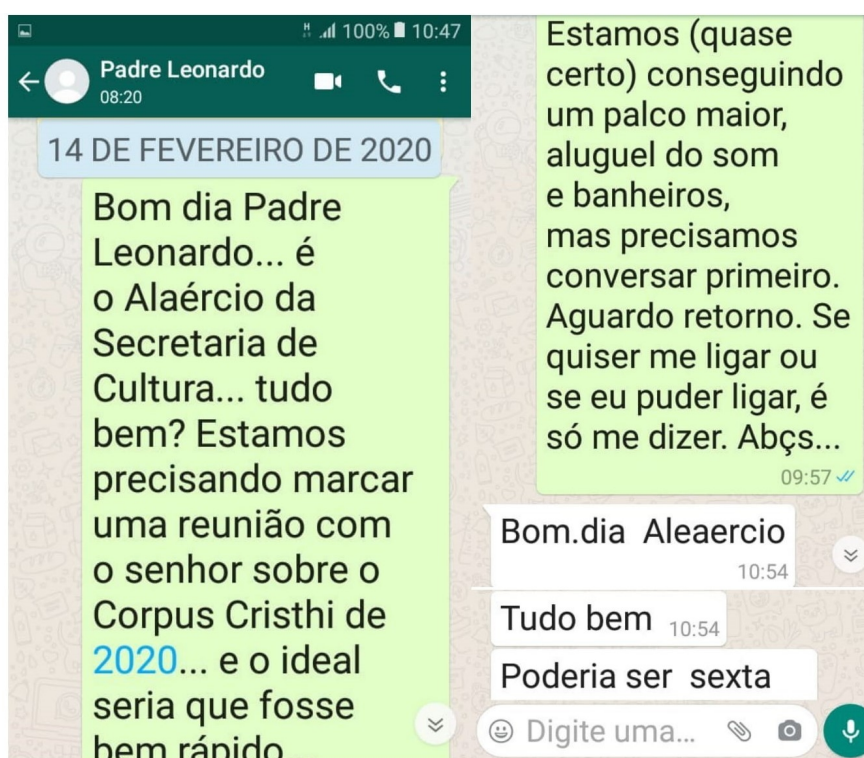 100% 10:47
Padre Leonardo
08:20
14 DE FEVEREIRO DE 2020
Bom dia Padre
Leonardo... é
o Alaércio da
Secretaria de
Cultura... tudo
bem? Estamos
precisando marcar
uma reunião com
o senhor sobre o
Corpus Cristhi de
2020... e o ideal
seria que fosse
bem rápido
Estamos (quase
certo) conseguindo
um palco maior,
aluguel do som
e banheiros,
mas precisamos
conversar primeiro.
Aguardo retorno. Se
quiser me ligar ou
se eu puder ligar, é
só me dizer. Abçs...
09:57
Bom.dia Aleaercio
10:54
Tudo bem 10:54
Poderia ser sexta
Digite uma...